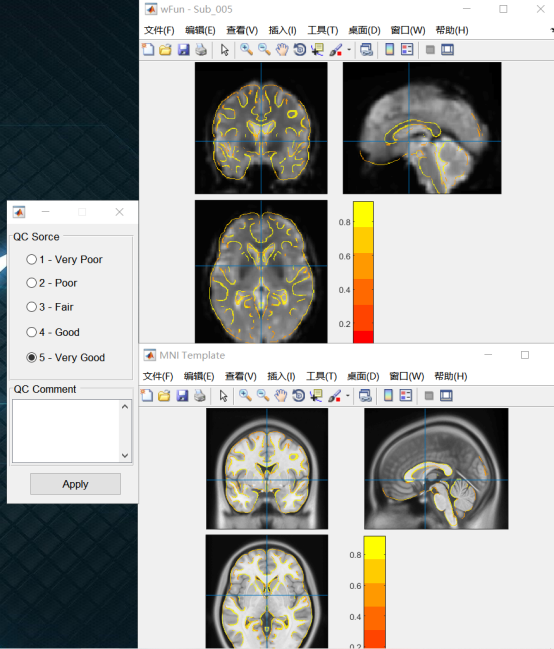 wFun - Sub_005
文件(F) 编辑(E) 查看(V) 插入(I) 工具(T) 桌面(D) 窗口(W) 帮助(H)
0.8
0.6
0.4
0.2
QC Sorce
1 - Very Poor
2 - Poor
3 - Fair
4 - Good
5 - Very Good
QC Comment
Apply
MNI Template
文件(F) 编辑(E) 查看(V) 插入(I) 工具(T) 桌面(D) 窗口(W) 帮助(H)
0.8
0.6
0.4
0.2